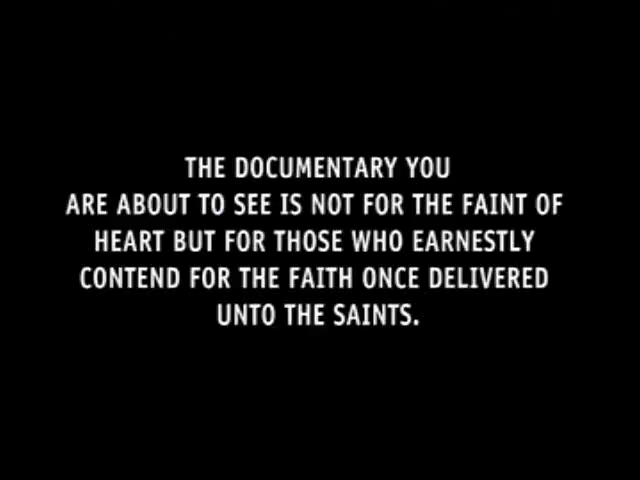 THE DOCUMENTARY YOU
ARE ABOUT TO SEE IS NOT FOR THE FAINT OF
HEART BUT FOR THOSE WHO EARNESTLY
CONTEND FOR THE FAITH ONCE DELIVERED
UNTO THE SAINTS.